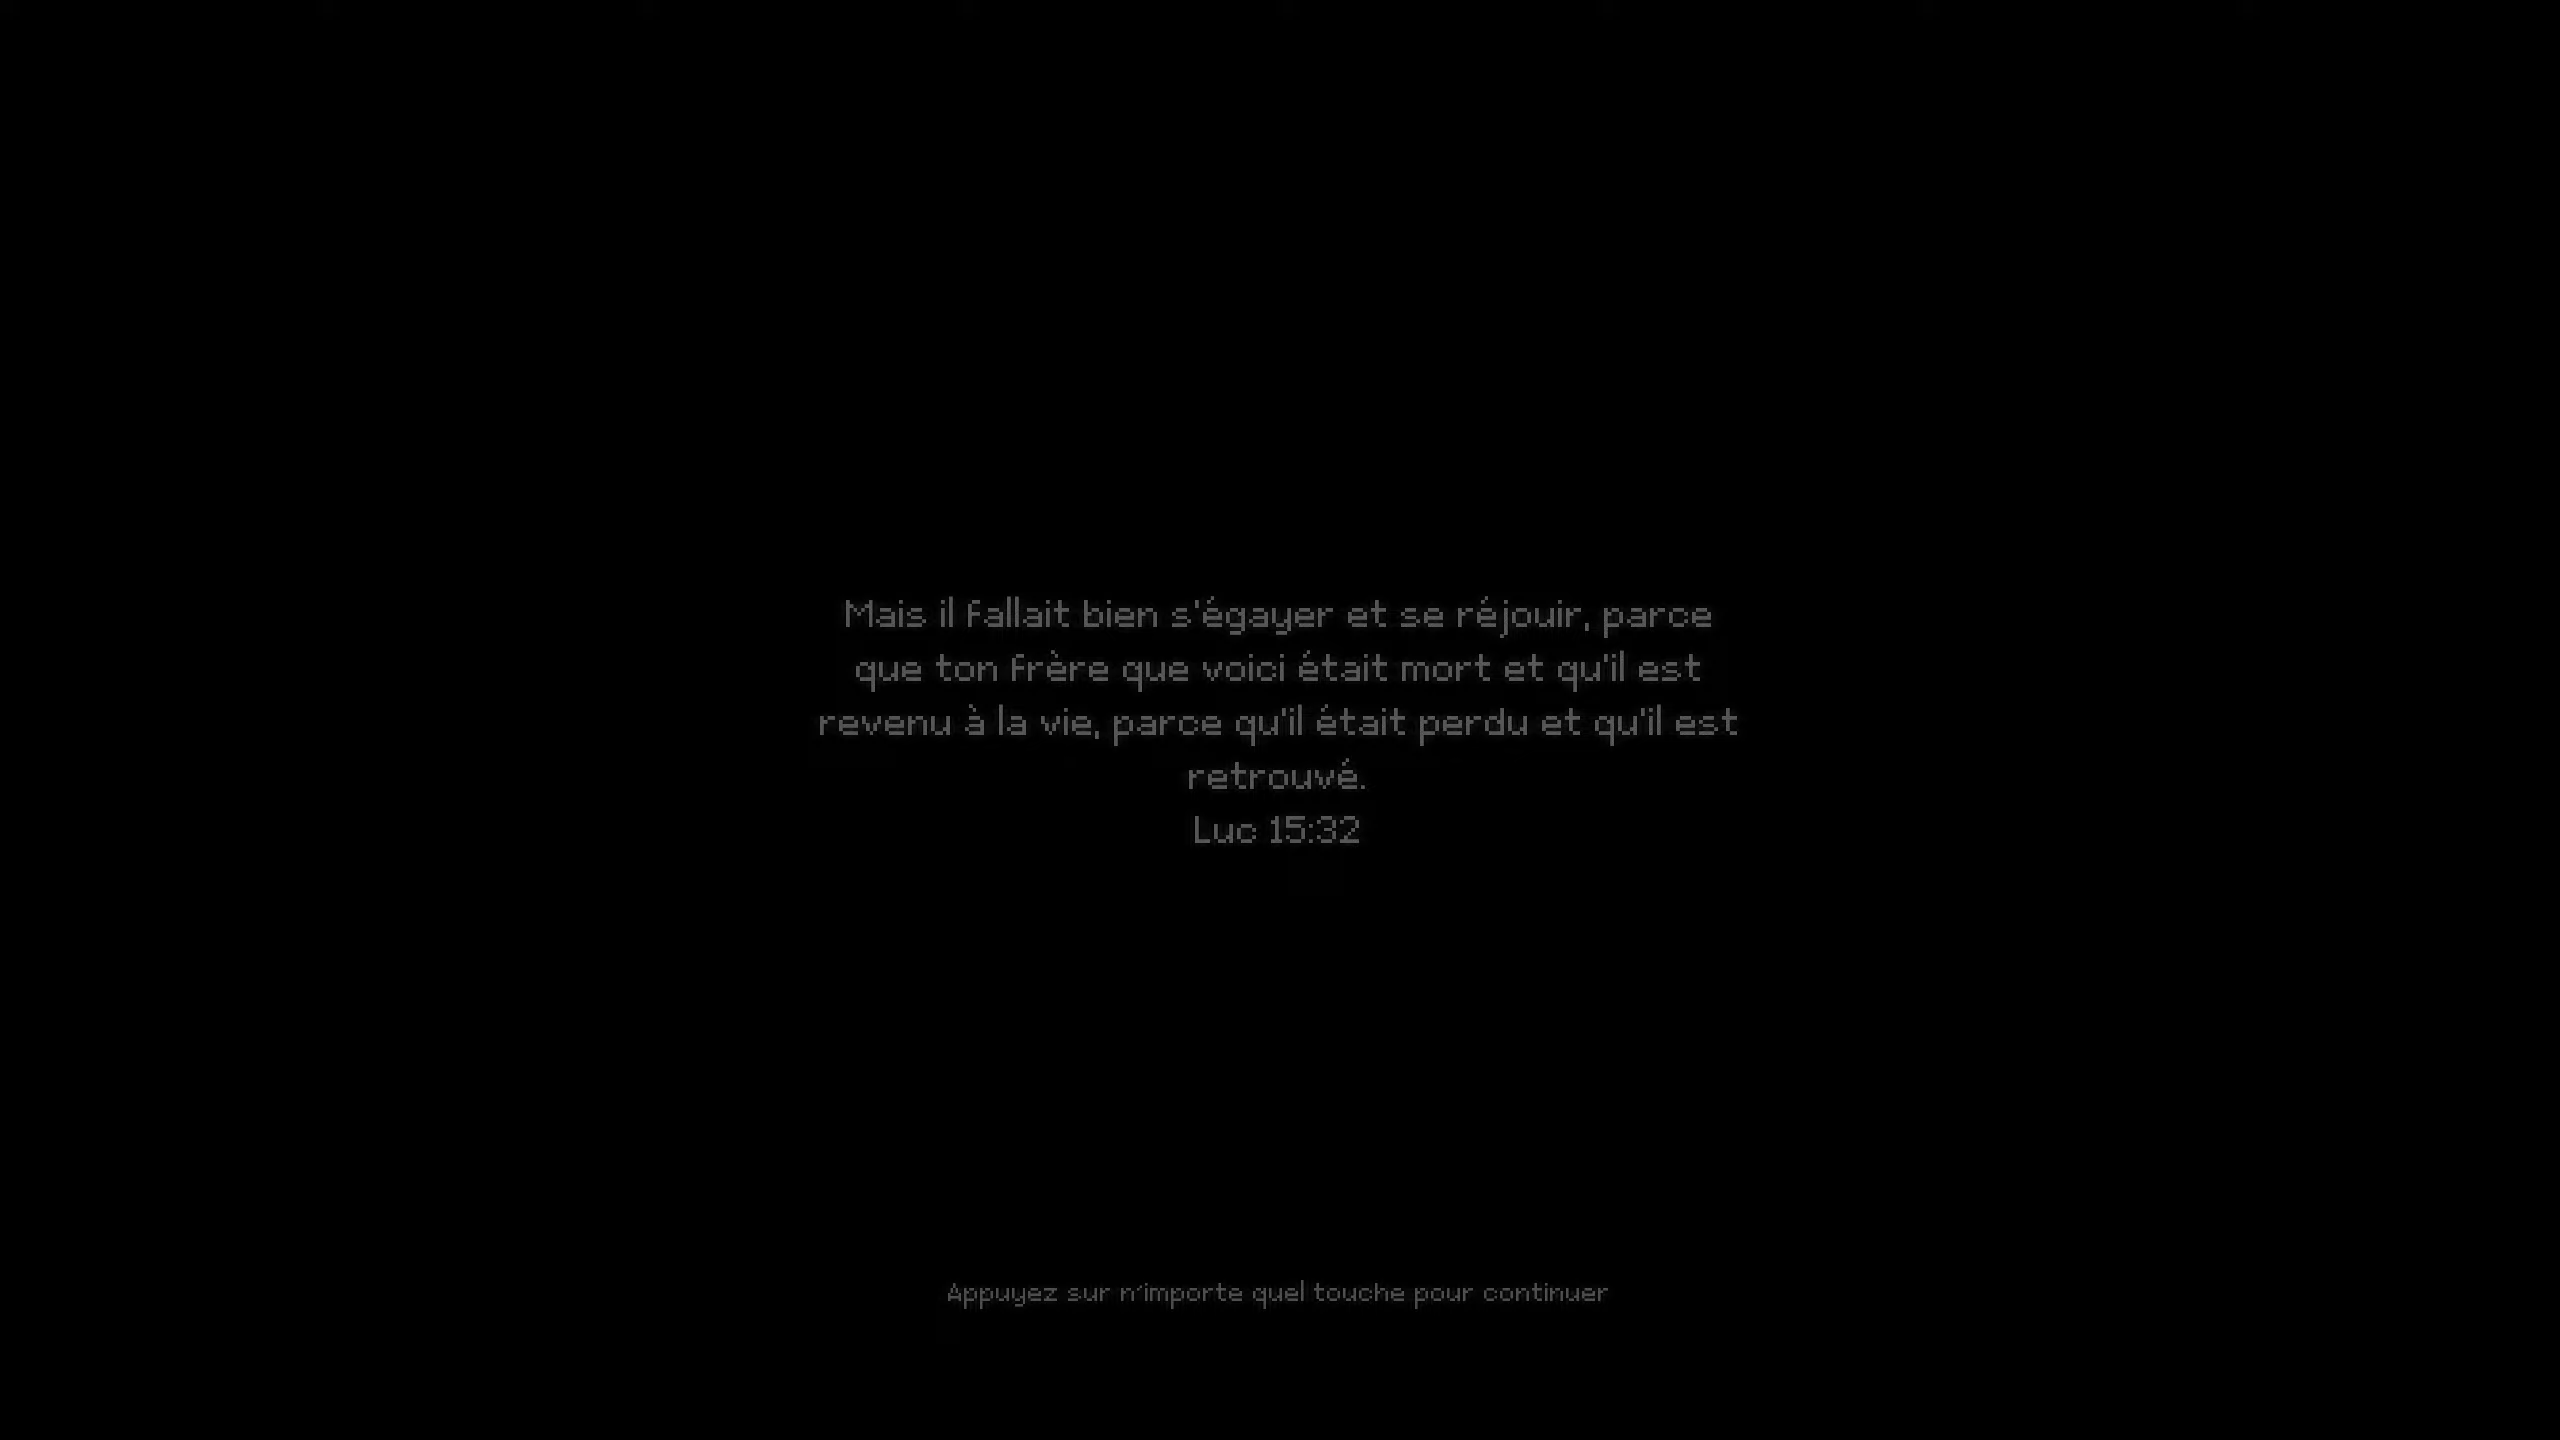 Mais il fallait bien s'égayer et se réjouir, parce
que ton frère que voici était mort et qu'il est
revenu à la vie, parce qu'il était perdu et qu'il est
retrouvé.
Luc 15:32
Appuyez sur n'importe quel touche pour continuer